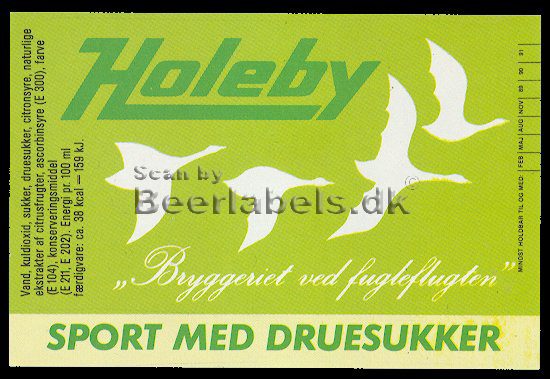 Holeby
Vand, kuldioxid, sukker, druesukker, citronsyre, naturlige
ekstrakter af citrusfrugter, ascorbinsyre (E 300), farve
(E 104), konserveringsmiddel
(E 211, E 202). Energi pr. 100 ml
færdigvare: ca. 38 kcal = 159 kJ.
Scan by
Beerlabels.dk
©
„Bryggeriet ved fugleflugten”
SPORT MED DRUESUKKER
MINDST HOLDBAR TIL OG MED: FEB MAJ AUG NOV 89 90 91